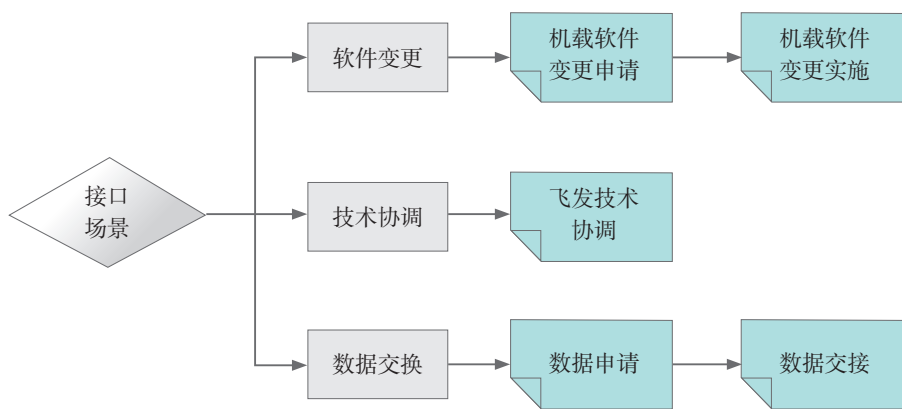 软件变更
机载软件
变更申请
机载软件
变更实施
接口
场景
技术协调
飞发技术
协调
数据交换
数据申请
数据交接